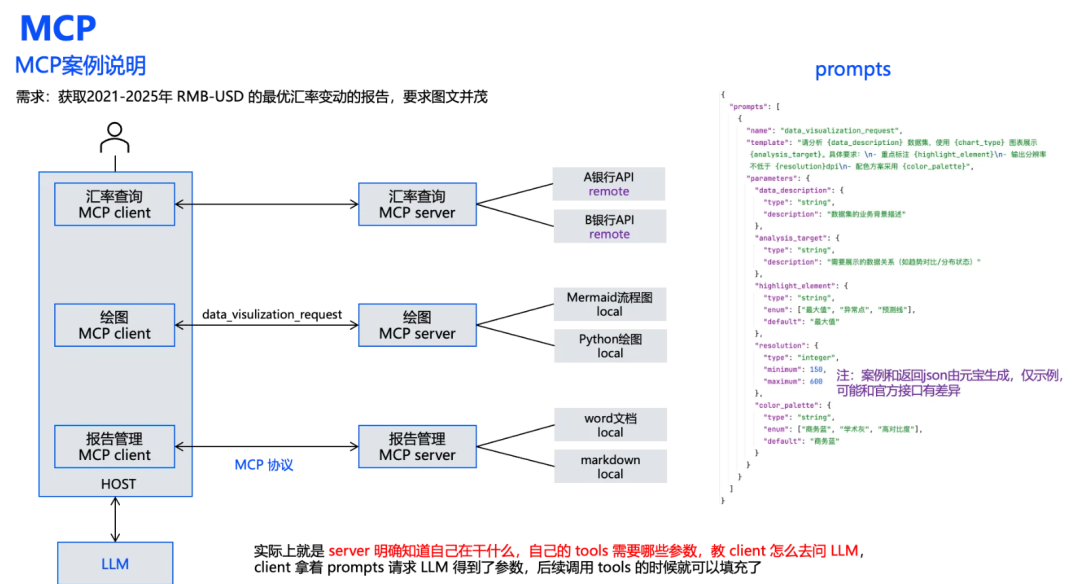 MCP
MCP案例说明
需求：获取2021-2025年 RMB-USD 的最优汇率变动的报告，要求图文并茂
汇率查询
MCP client
汇率查询
MCP server
A银行API
remote
B银行API
remote
绘图
MCP client
data_visulization_request
绘图
MCP server
Mermaid流程图
local
Python绘图
local
报告管理
MCP client
MCP 协议
报告管理
MCP server
word文档
local
markdown
local
HOST
LLM
prompts
{
"prompts": [
{
"name": "data_visualization_request",
"template": "请分析 {data_description} 数据集，使用 {chart_type} 图表展示
{analysis_target}。具体要求：\n- 重点标注 {highlight_element}\n- 输出分辨率
不低于 {resolution}dpi\n- 配色方案采用 {color_palette}",
"parameters": {
"data_description": {
"type": "string",
"description": "数据集的业务背景描述"
},
"analysis_target": {
"type": "string",
"description": "需要展示的数据关系（如趋势对比/分布状态）"
},
"highlight_element": {
"type": "string",
"enum": ["最大值", "异常点", "预测线"],
"default": "最大值"
},
"resolution": {
"type": "integer",
"minimum": 150,
"maximum": 600
},
"color_palette": {
"type": "string",
"enum": ["商务蓝", "学术灰", "高对比度"],
"default": "商务蓝"
}
}
}
]
}
注：案例和返回json由元宝生成，仅示例，
可能和官方接口有差异
实际上就是 server 明确知道自己在干什么，自己的 tools 需要哪些参数，教 client 怎么去问 LLM，
client 拿着 prompts 请求 LLM 得到了参数，后续调用 tools 的时候就可以填充了